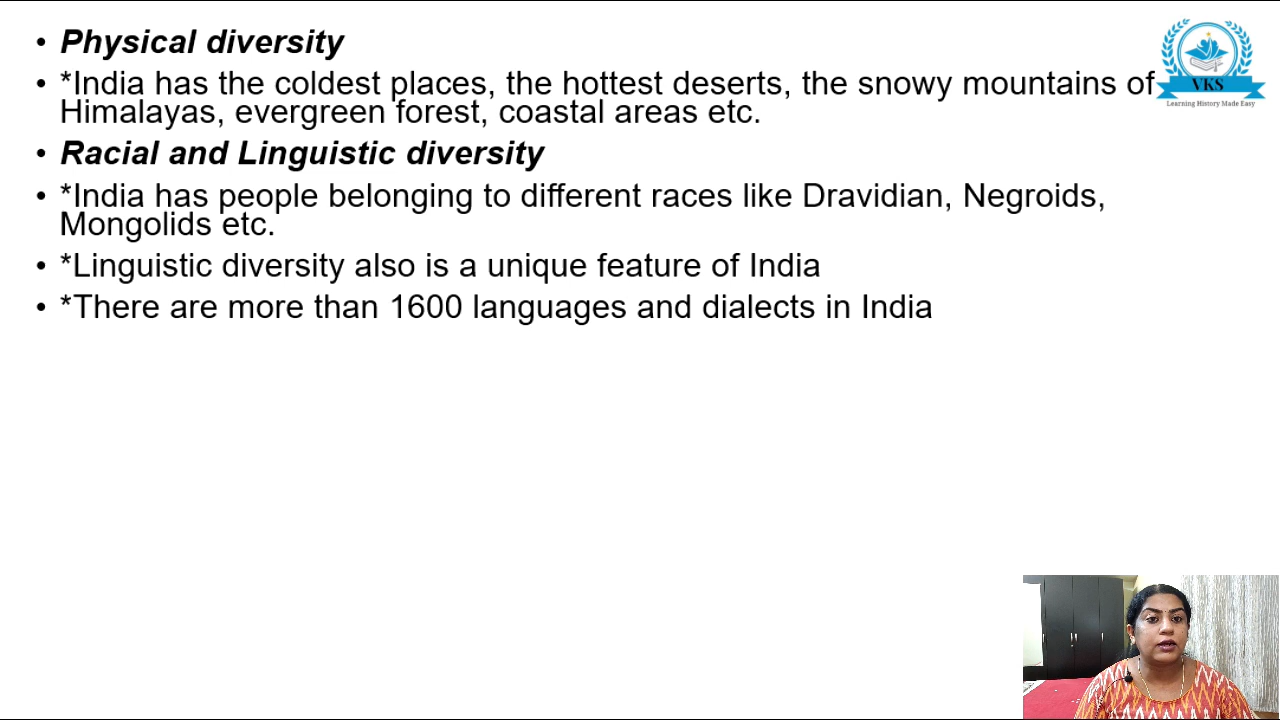 • Physical diversity
• *India has the coldest places, the hottest deserts, the snowy mountains of
Himalayas, evergreen forest, coastal areas etc.
• Racial and Linguistic diversity
• *India has people belonging to different races like Dravidian, Negroids,
Mongolids etc.
• *Linguistic diversity also is a unique feature of India
• *There are more than 1600 languages and dialects in India
VKS
Learning History Made Easy